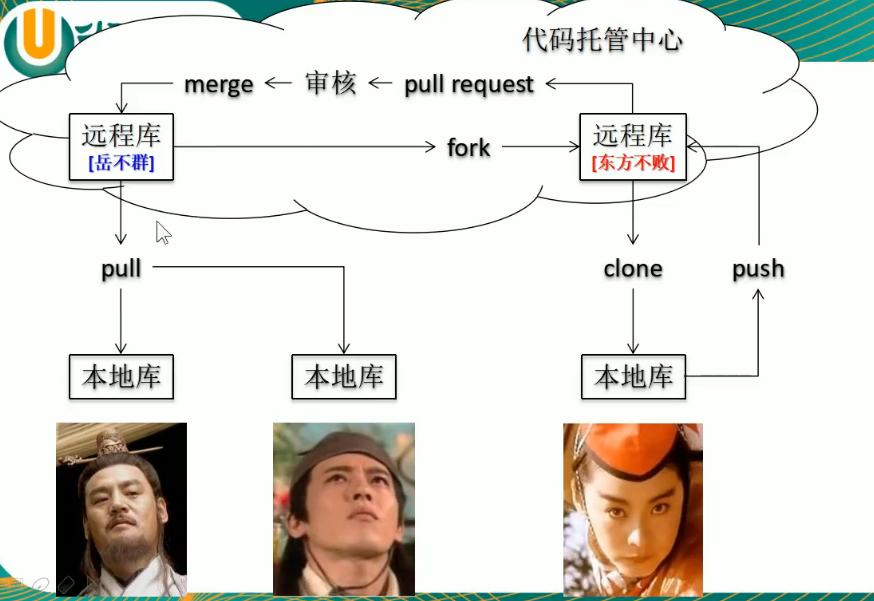 代码托管中心
merge
审核
pull request
远程库
[岳不群]
fork
远程库
[东方不败]
pull
clone
push
本地库
本地库
本地库